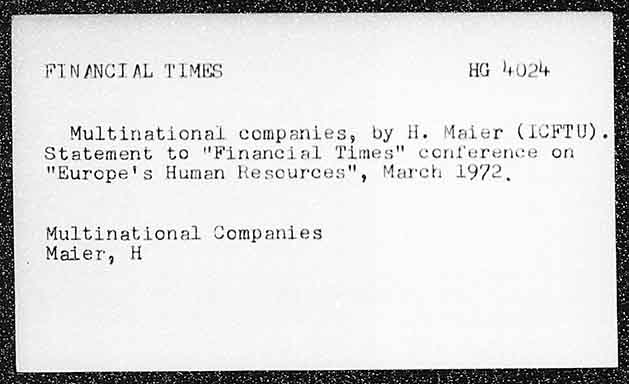 FINANCIAL TIMES HG 4024
Multinational companies, by H. Maier (ICFTU).
Statement to "Financial Times" conference on
"Europe's Human Resources", March 1972.
Multinational Companies
Maier, H